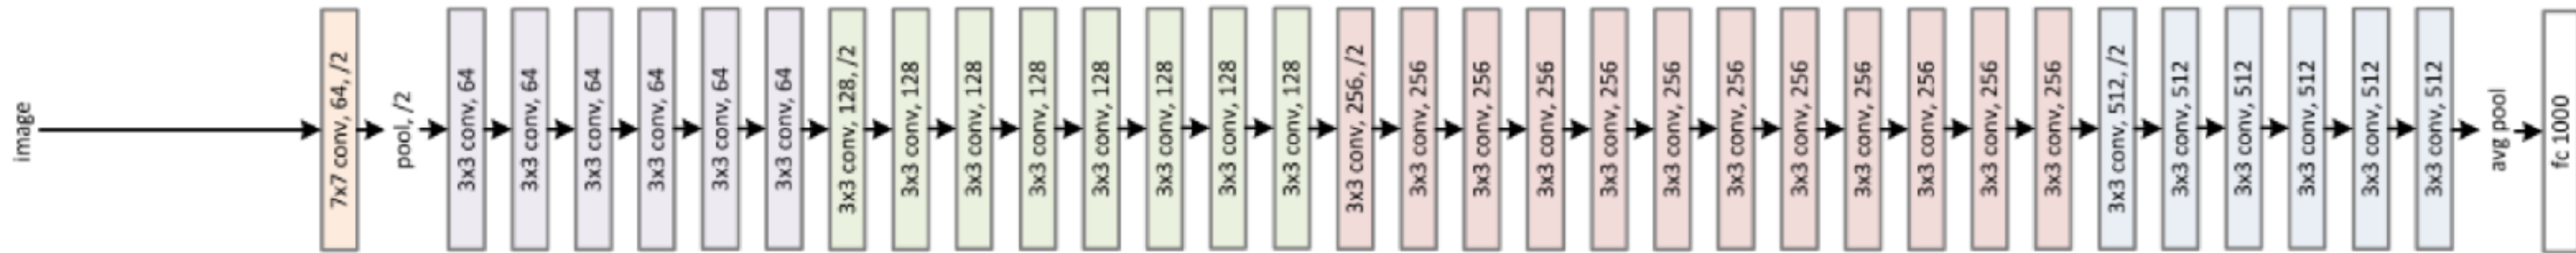 image
7x7 conv, 64, /2
pool, /2
3x3 conv, 64
3x3 conv, 64
3x3 conv, 64
3x3 conv, 64
3x3 conv, 64
3x3 conv, 64
3x3 conv, 128, /2
3x3 conv, 128
3x3 conv, 128
3x3 conv, 128
3x3 conv, 128
3x3 conv, 128
3x3 conv, 128
3x3 conv, 128
3x3 conv, 256, /2
3x3 conv, 256
3x3 conv, 256
3x3 conv, 256
3x3 conv, 256
3x3 conv, 256
3x3 conv, 256
3x3 conv, 256
3x3 conv, 256
3x3 conv, 256
3x3 conv, 256
3x3 conv, 256
3x3 conv, 512, /2
3x3 conv, 512
3x3 conv, 512
3x3 conv, 512
3x3 conv, 512
3x3 conv, 512
avg pool
fc 1000